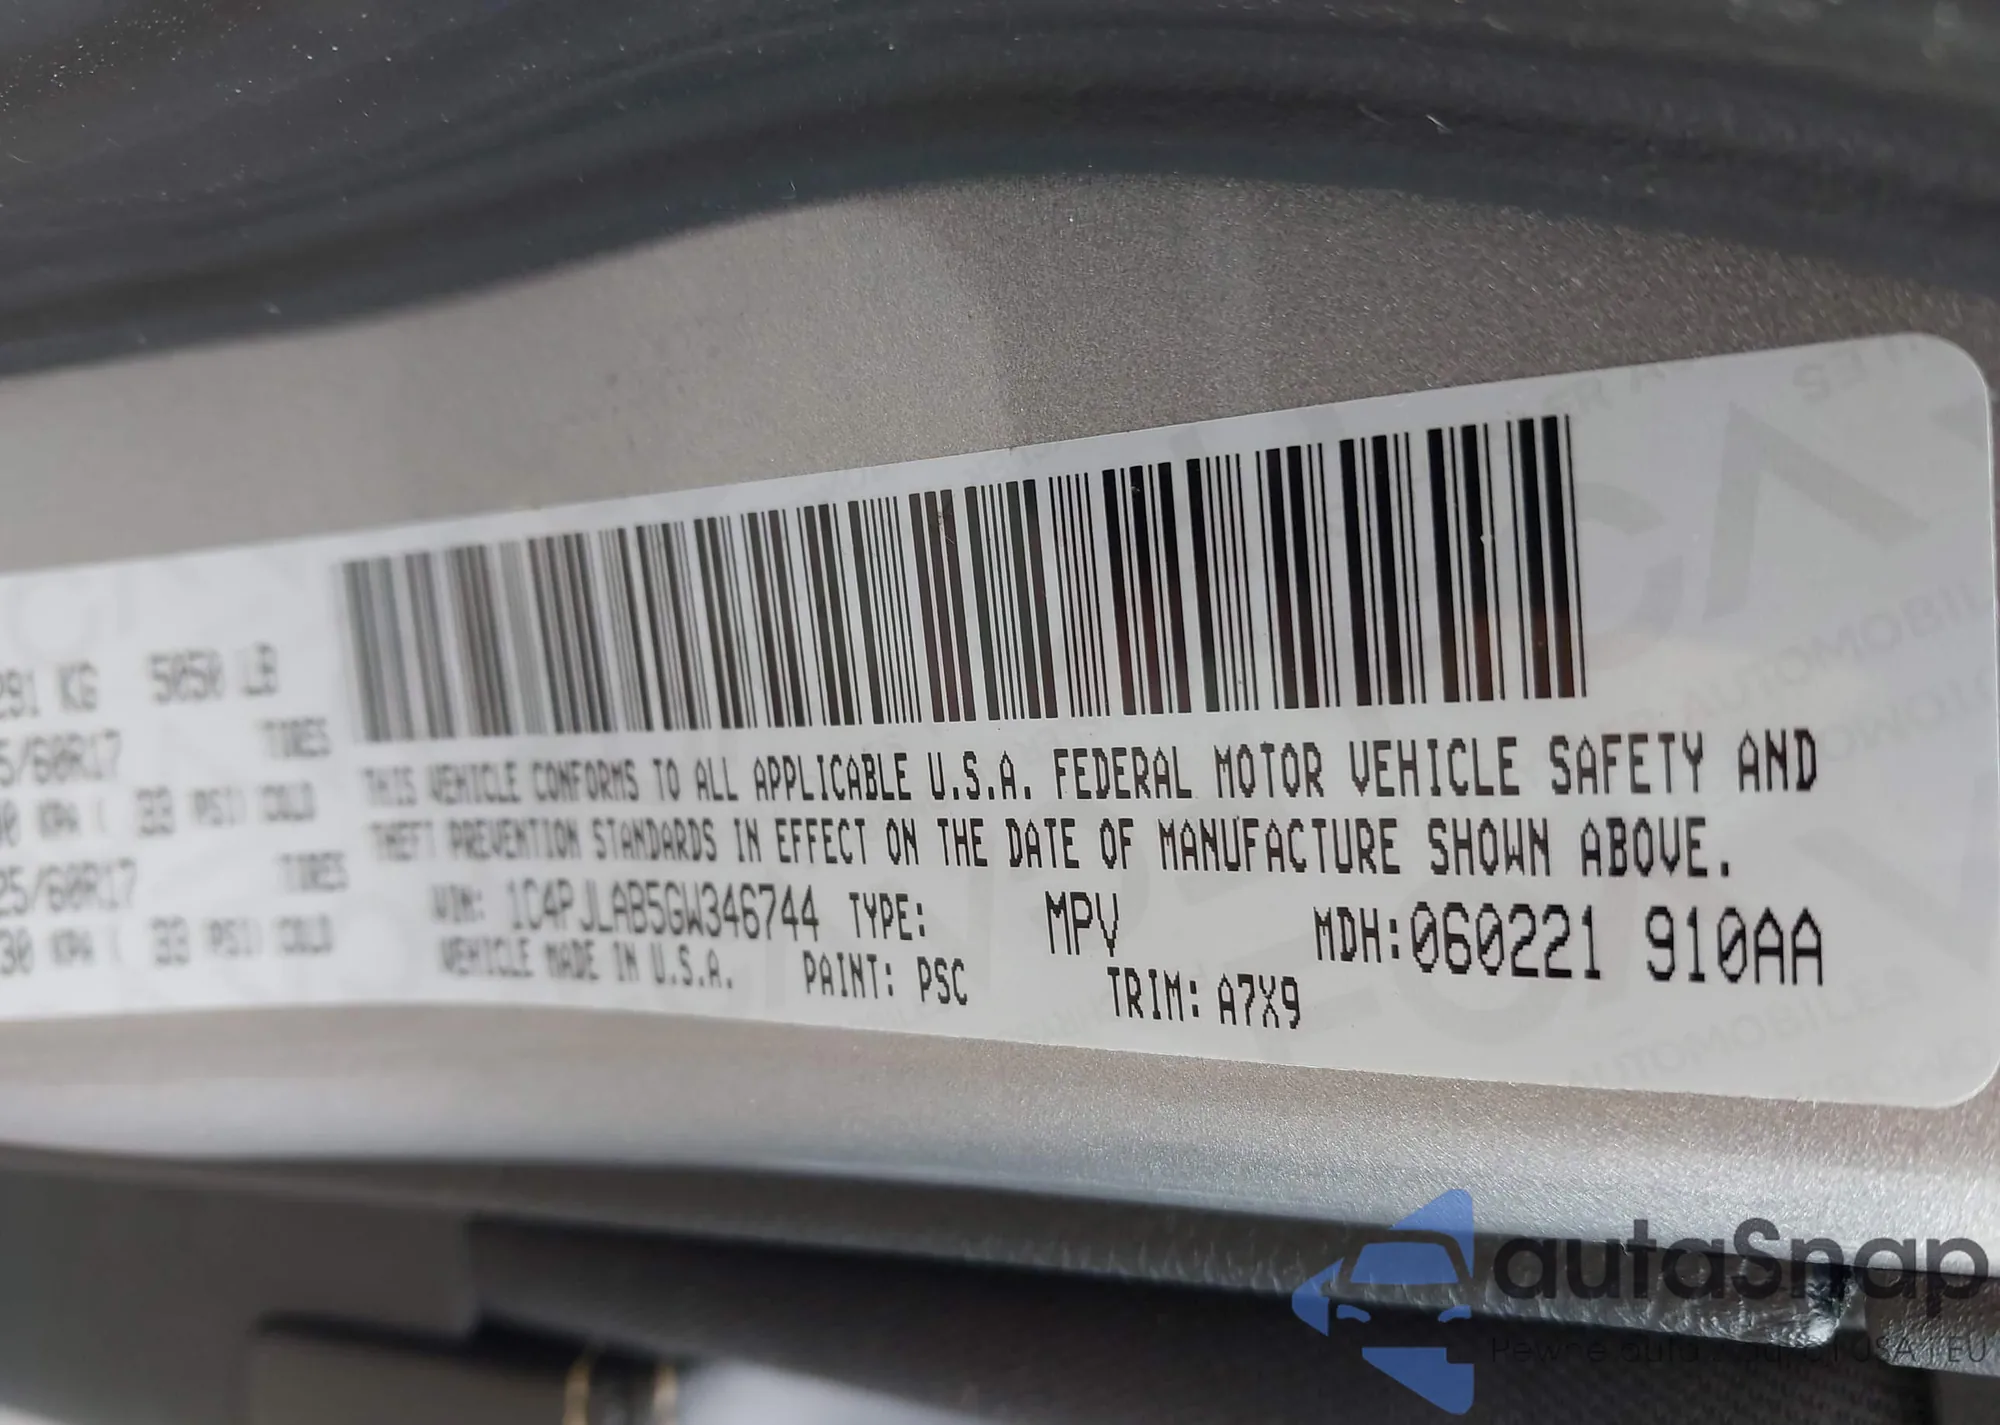 291 KG 5050 LB
5/60R17 TIRES
0 KPA ( 33 PSI) COLD
25/60R17 TIRES
30 KPA ( 33 PSI) COLD
THIS VEHICLE CONFORMS TO ALL APPLICABLE U.S.A. FEDERAL MOTOR VEHICLE SAFETY AND
THEFT PREVENTION STANDARDS IN EFFECT ON THE DATE OF MANUFACTURE SHOWN ABOVE.
VIN: 1C4PJLAB5GW346744 TYPE: MPV MDH:060221 910AA
VEHICLE MADE IN U.S.A. PAINT: PSC TRIM: A7X9
autaSnap